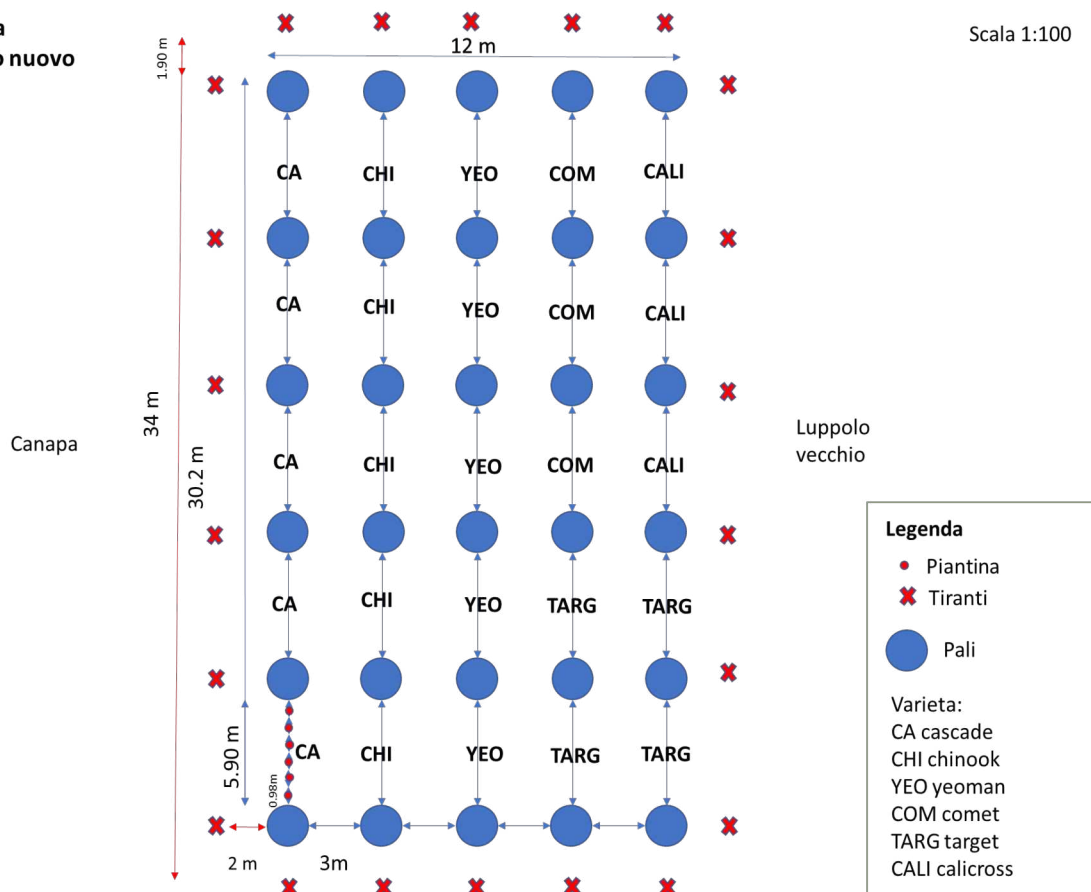 a
o nuovo
Scala 1:100
1.90 m
12 m
CA CHI YEO COM CALI
CA CHI YEO COM CALI
34 m
30.2 m
Canapa
Luppolo
vecchio
CA CHI YEO COM CALI
CA CHI YEO TARG TARG
5.90 m
0.98m
CA CHI YEO TARG TARG
2 m
3m
Legenda
Piantina
Tiranti
Pali
Varieta:
CA cascade
CHI chinook
YEO yeoman
COM comet
TARG target
CALI calicross